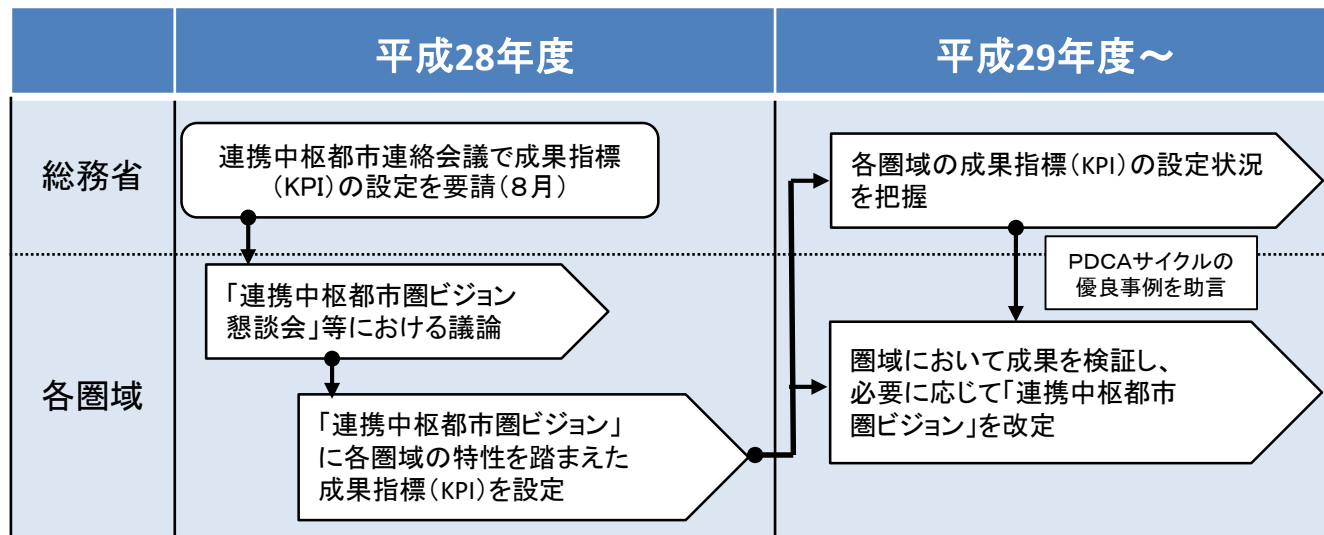 平成28年度
平成29年度～
総務省
連携中枢都市連絡会議で成果指標
（KPI）の設定を要請（８月）
各圏域の成果指標（KPI）の設定状況
を把握
PDCAサイクルの
優良事例を助言
各圏域
「連携中枢都市圏ビジョン
懇談会」等における議論
「連携中枢都市圏ビジョン」
に各圏域の特性を踏まえた
成果指標（KPI）を設定
圏域において成果を検証し、
必要に応じて「連携中枢都市
圏ビジョン」を改定